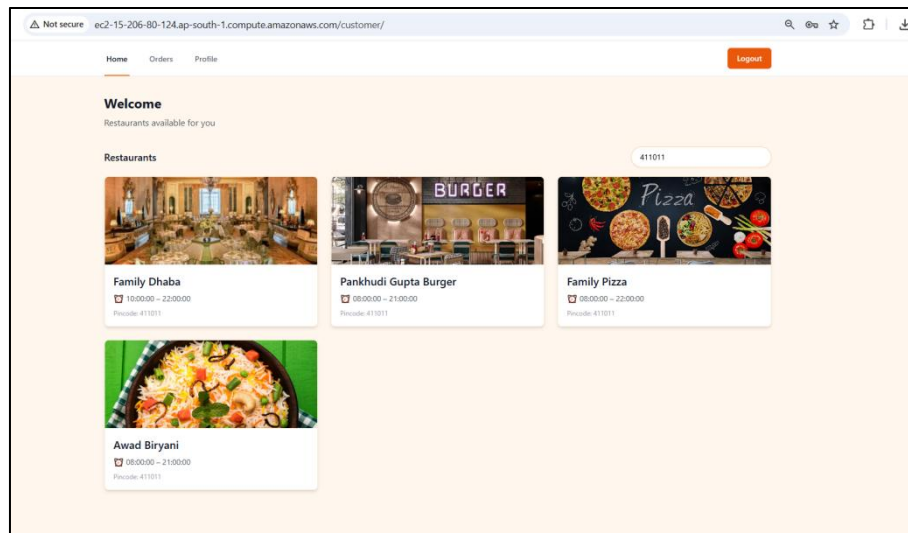 Not secure ec2-15-206-80-124.ap-south-1.compute.amazonaws.com/customer/
Home Orders Profile Logout
Welcome
Restaurants available for you
Restaurants 411011
BURGER
Pizza
Family Dhaba
10:00:00 – 22:00:00
Pincode: 411011
Pankhudi Gupta Burger
08:00:00 – 21:00:00
Pincode: 411011
Family Pizza
08:00:00 – 22:00:00
Pincode: 411011
Awad Biryani
08:00:00 – 21:00:00
Pincode: 411011